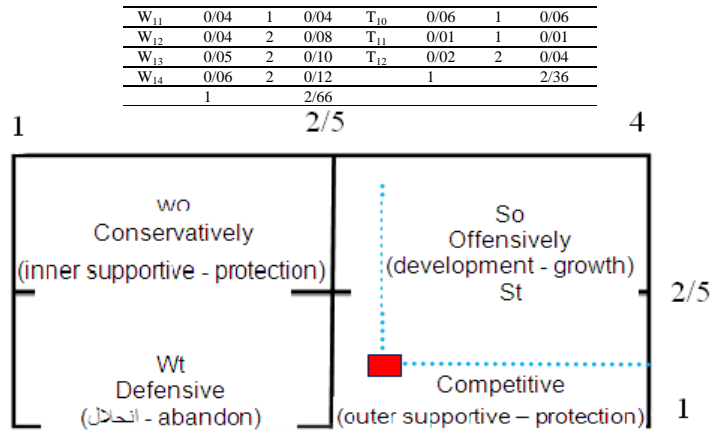 W11 0/04 1 0/04 T10 0/06 1 0/06
W12 0/04 2 0/08 T11 0/01 1 0/01
W13 0/05 2 0/10 T12 0/02 2 0/04
W14 0/06 2 0/12 1 2/36
1 2/66
1 2/5 4
wo
Conservatively
(inner supportive - protection)
So
Offensively
(development - growth)
St
2/5
Wt
Defensive
(انحلال - abandon)
Competitive
(outer supportive – protection)
1